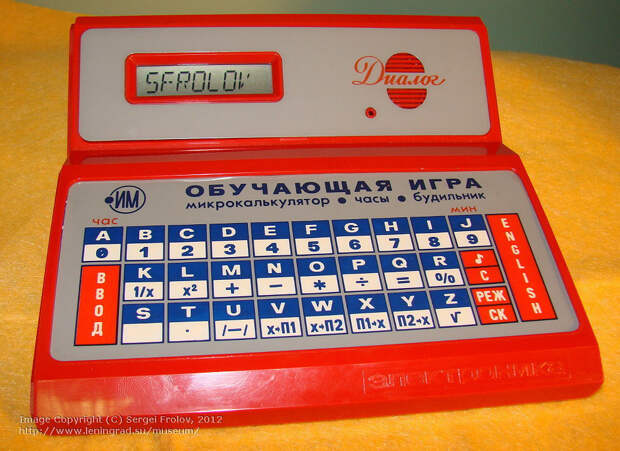 SFROLOV
Диалог
ИМ
ОБУЧАЮЩАЯ ИГРА
микрокалькулятор • часы • будильник
час
мин
A B C D E F G H I J
0 1 2 3 4 5 6 7 8 9
ВВОД
K L M N O P Q R
1/x x² + − * ÷ = %
♪
С
ENGLISH
S T U V W X Y Z
· /—/ x→П1 x→П2 П1→x П2→x √
РЕЖ
СК
ЭЛЕКТРОНИКА
Image Copyright (C) Sergei Frolov, 2012
http://www.leningrad.su/museum/